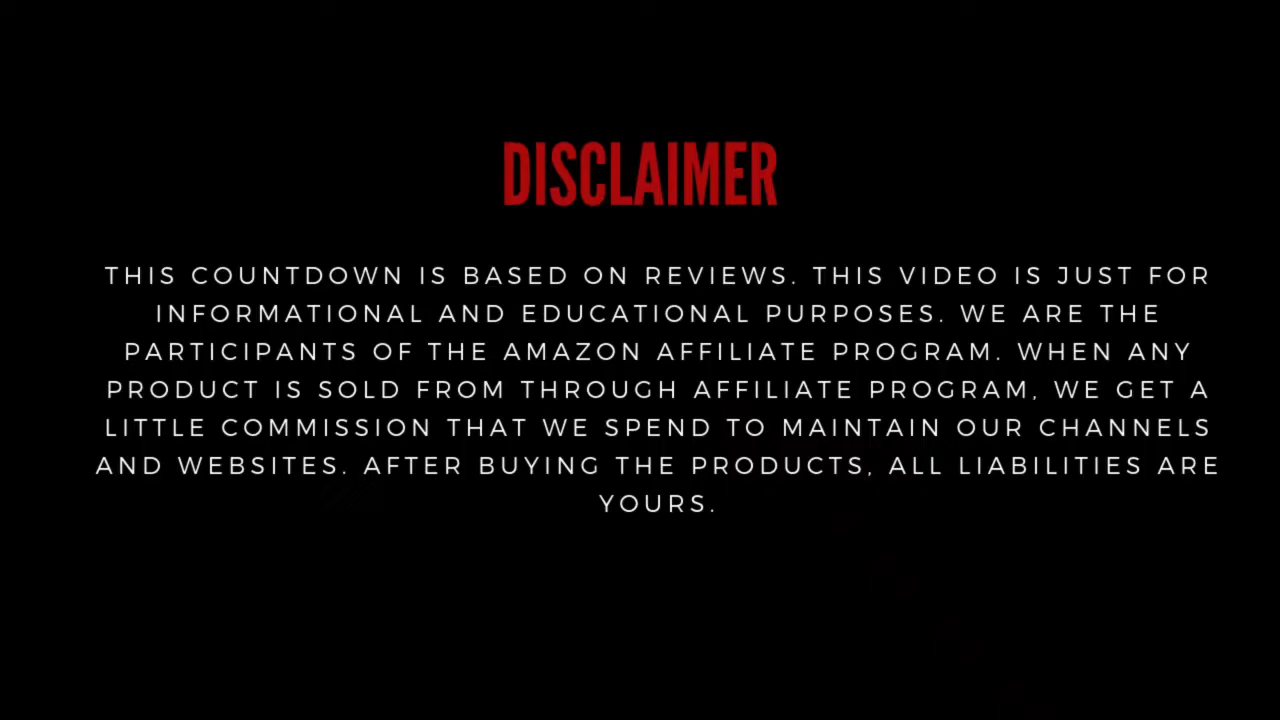 DISCLAIMER
THIS COUNTDOWN IS BASED ON REVIEWS. THIS VIDEO IS JUST FOR
INFORMATIONAL AND EDUCATIONAL PURPOSES. WE ARE THE
PARTICIPANTS OF THE AMAZON AFFILIATE PROGRAM. WHEN ANY
PRODUCT IS SOLD FROM THROUGH AFFILIATE PROGRAM, WE GET A
LITTLE COMMISSION THAT WE SPEND TO MAINTAIN OUR CHANNELS
AND WEBSITES. AFTER BUYING THE PRODUCTS, ALL LIABILITIES ARE
YOURS.